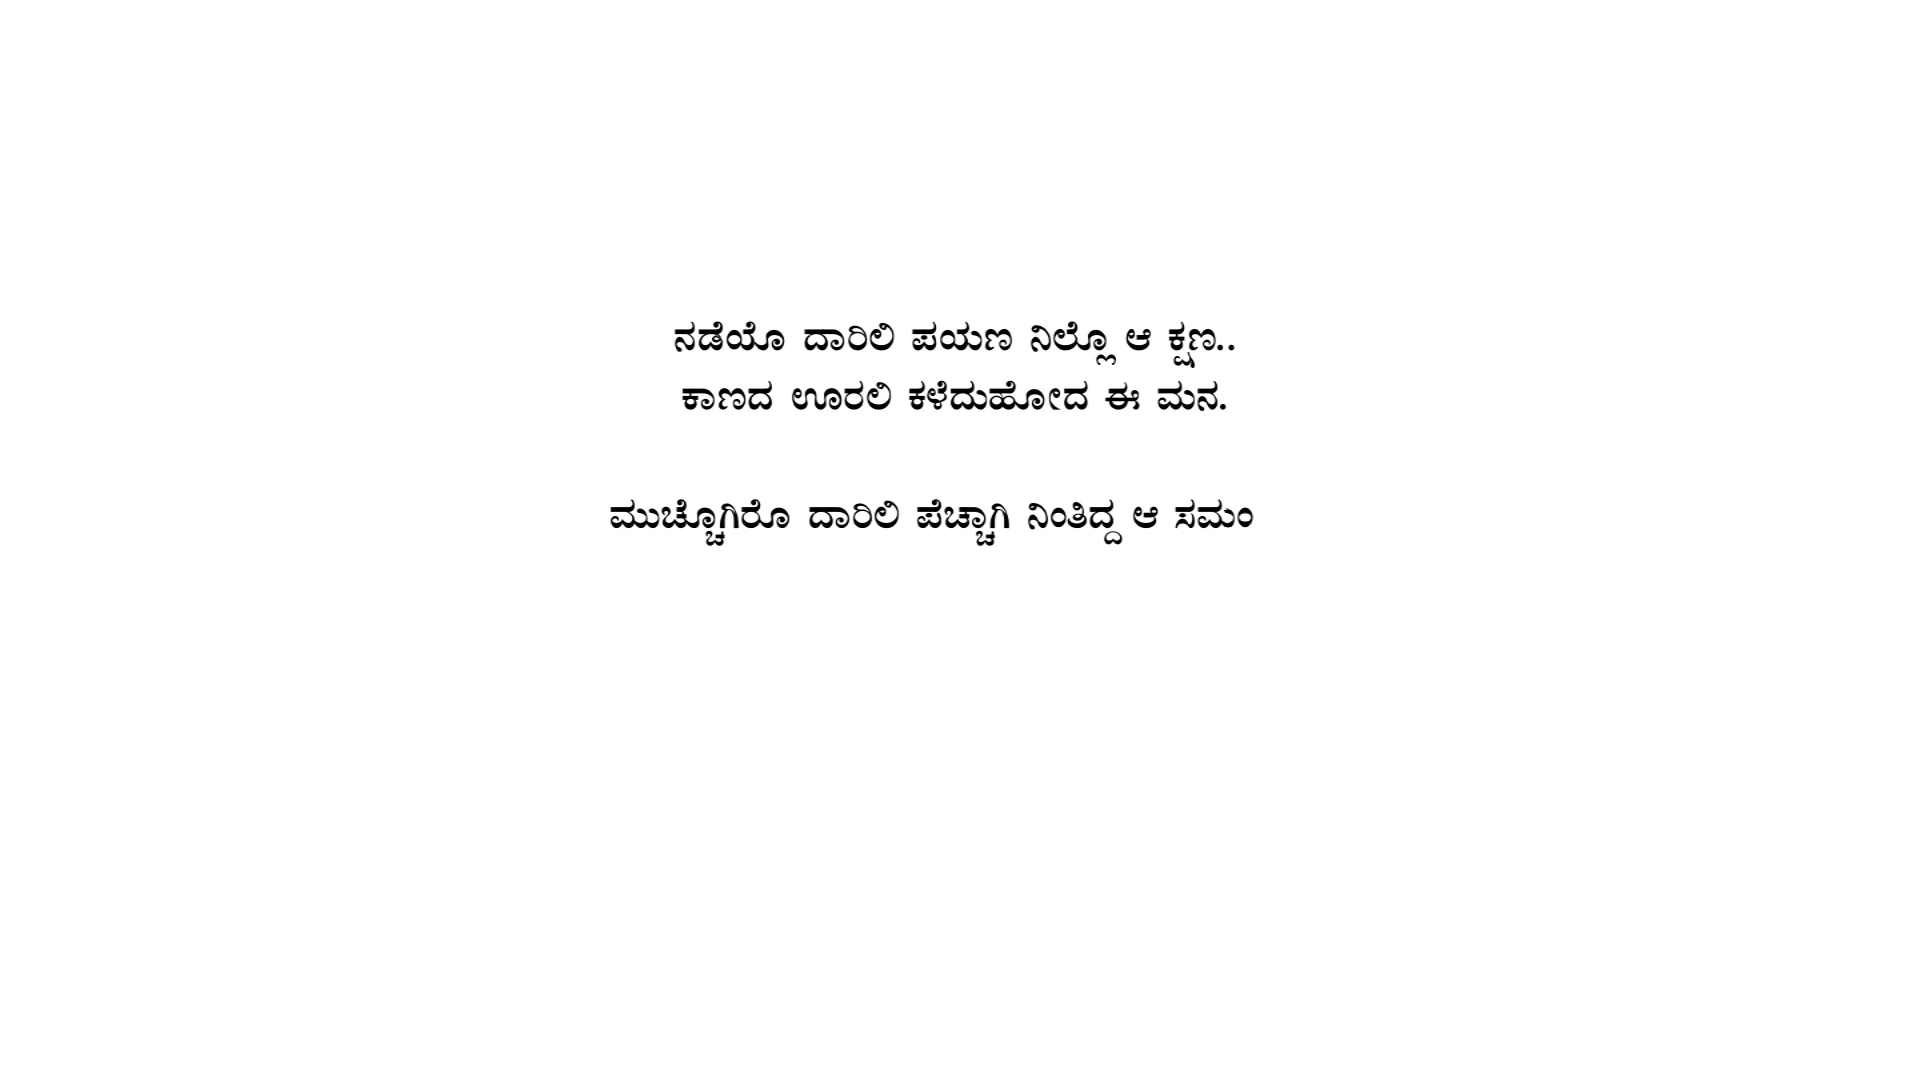 ನಡೆಯೊ ದಾರಿಲಿ ಪಯಣ ನಿಲ್ಲೊ ಆ ಕ್ಷಣ..
ಕಾಣದ ಊರಲಿ ಕಳೆದುಹೋದ ಈ ಮನ.
ಮುಚ್ಚೊಗಿರೊ ದಾರಿಲಿ ಪೆಚ್ಚಾಗಿ ನಿಂತಿದ್ದ ಆ ಸಮಂ